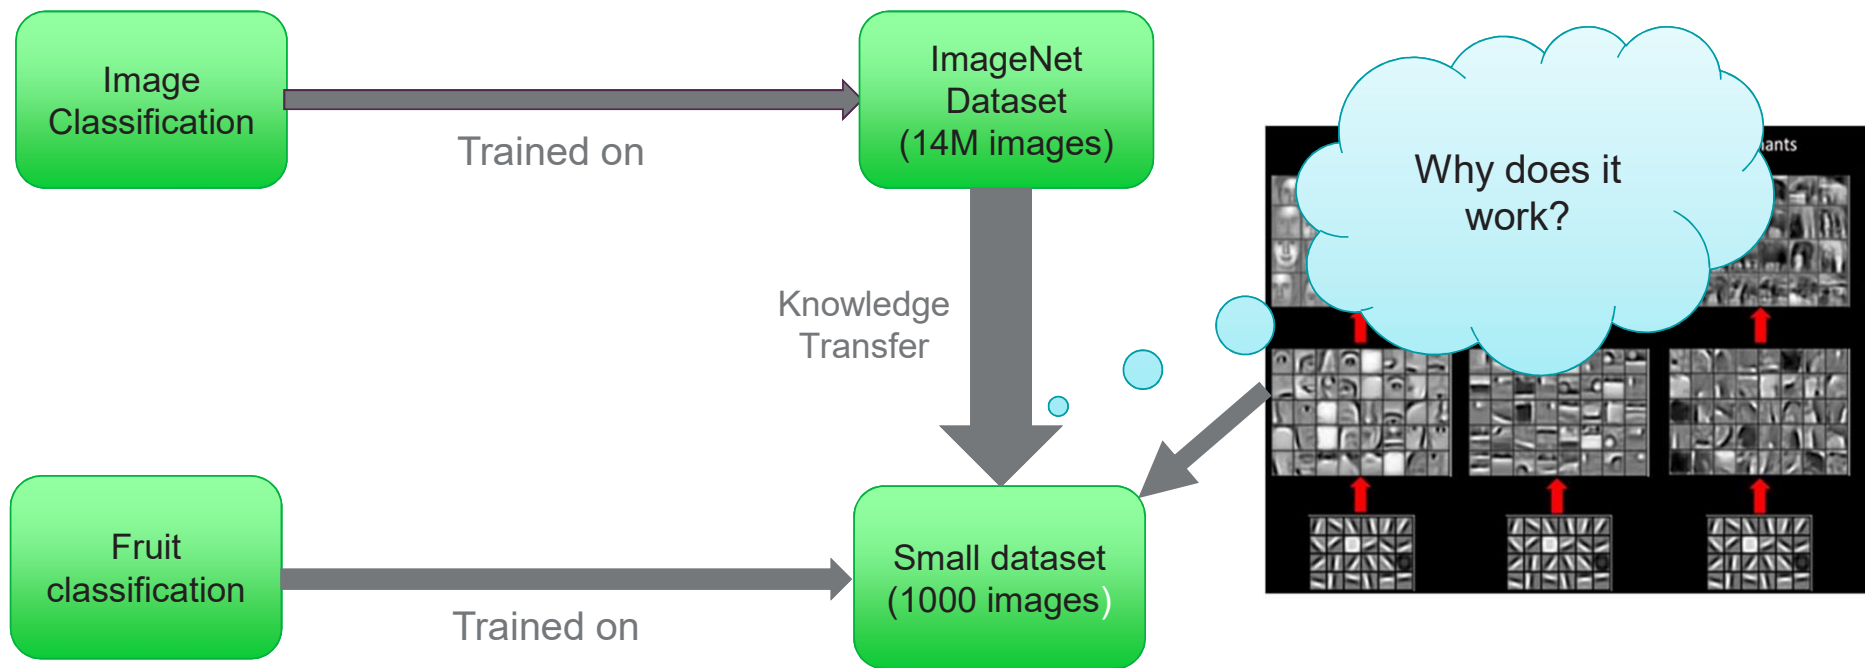 Image
Classification
Trained on
ImageNet
Dataset
(14M images)
Why does it
work?
Knowledge
Transfer
Fruit
classification
Trained on
Small dataset
(1000 images)